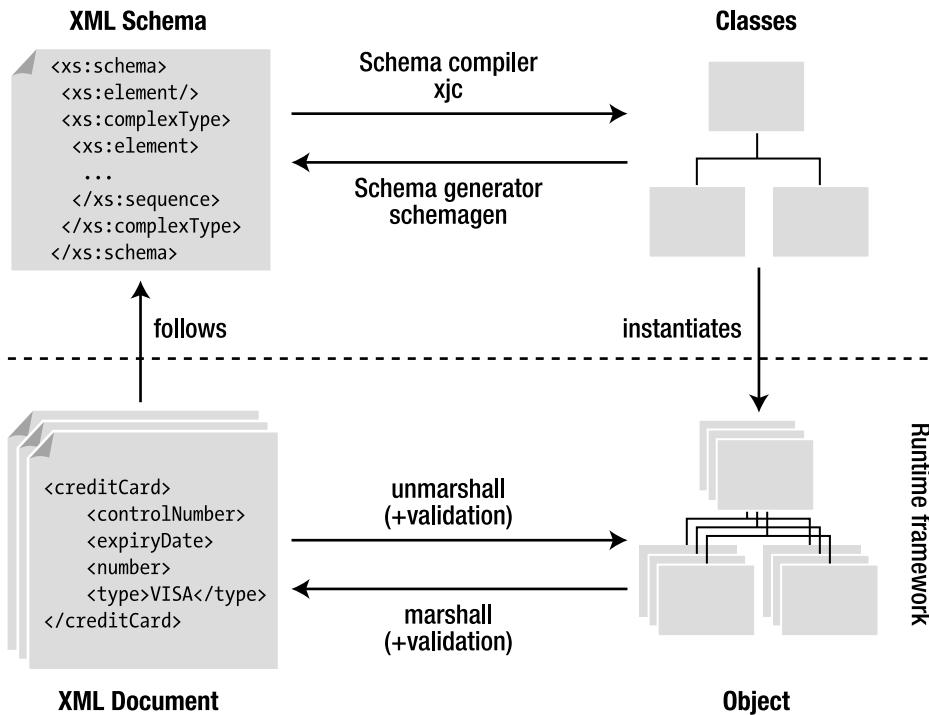 XML Schema
<xs:schema>
<xs:element/>
<xs:complexType>
<xs:element>
...
</xs:sequence>
</xs:complexType>
</xs:schema>
Schema compiler
xjc
Schema generator
schemagen
Classes
follows
instantiates
<creditCard>
<controlNumber>
<expiryDate>
<number>
<type>VISA</type>
</creditCard>
XML Document
unmarshall
(+validation)
marshall
(+validation)
Object
Runtime framework